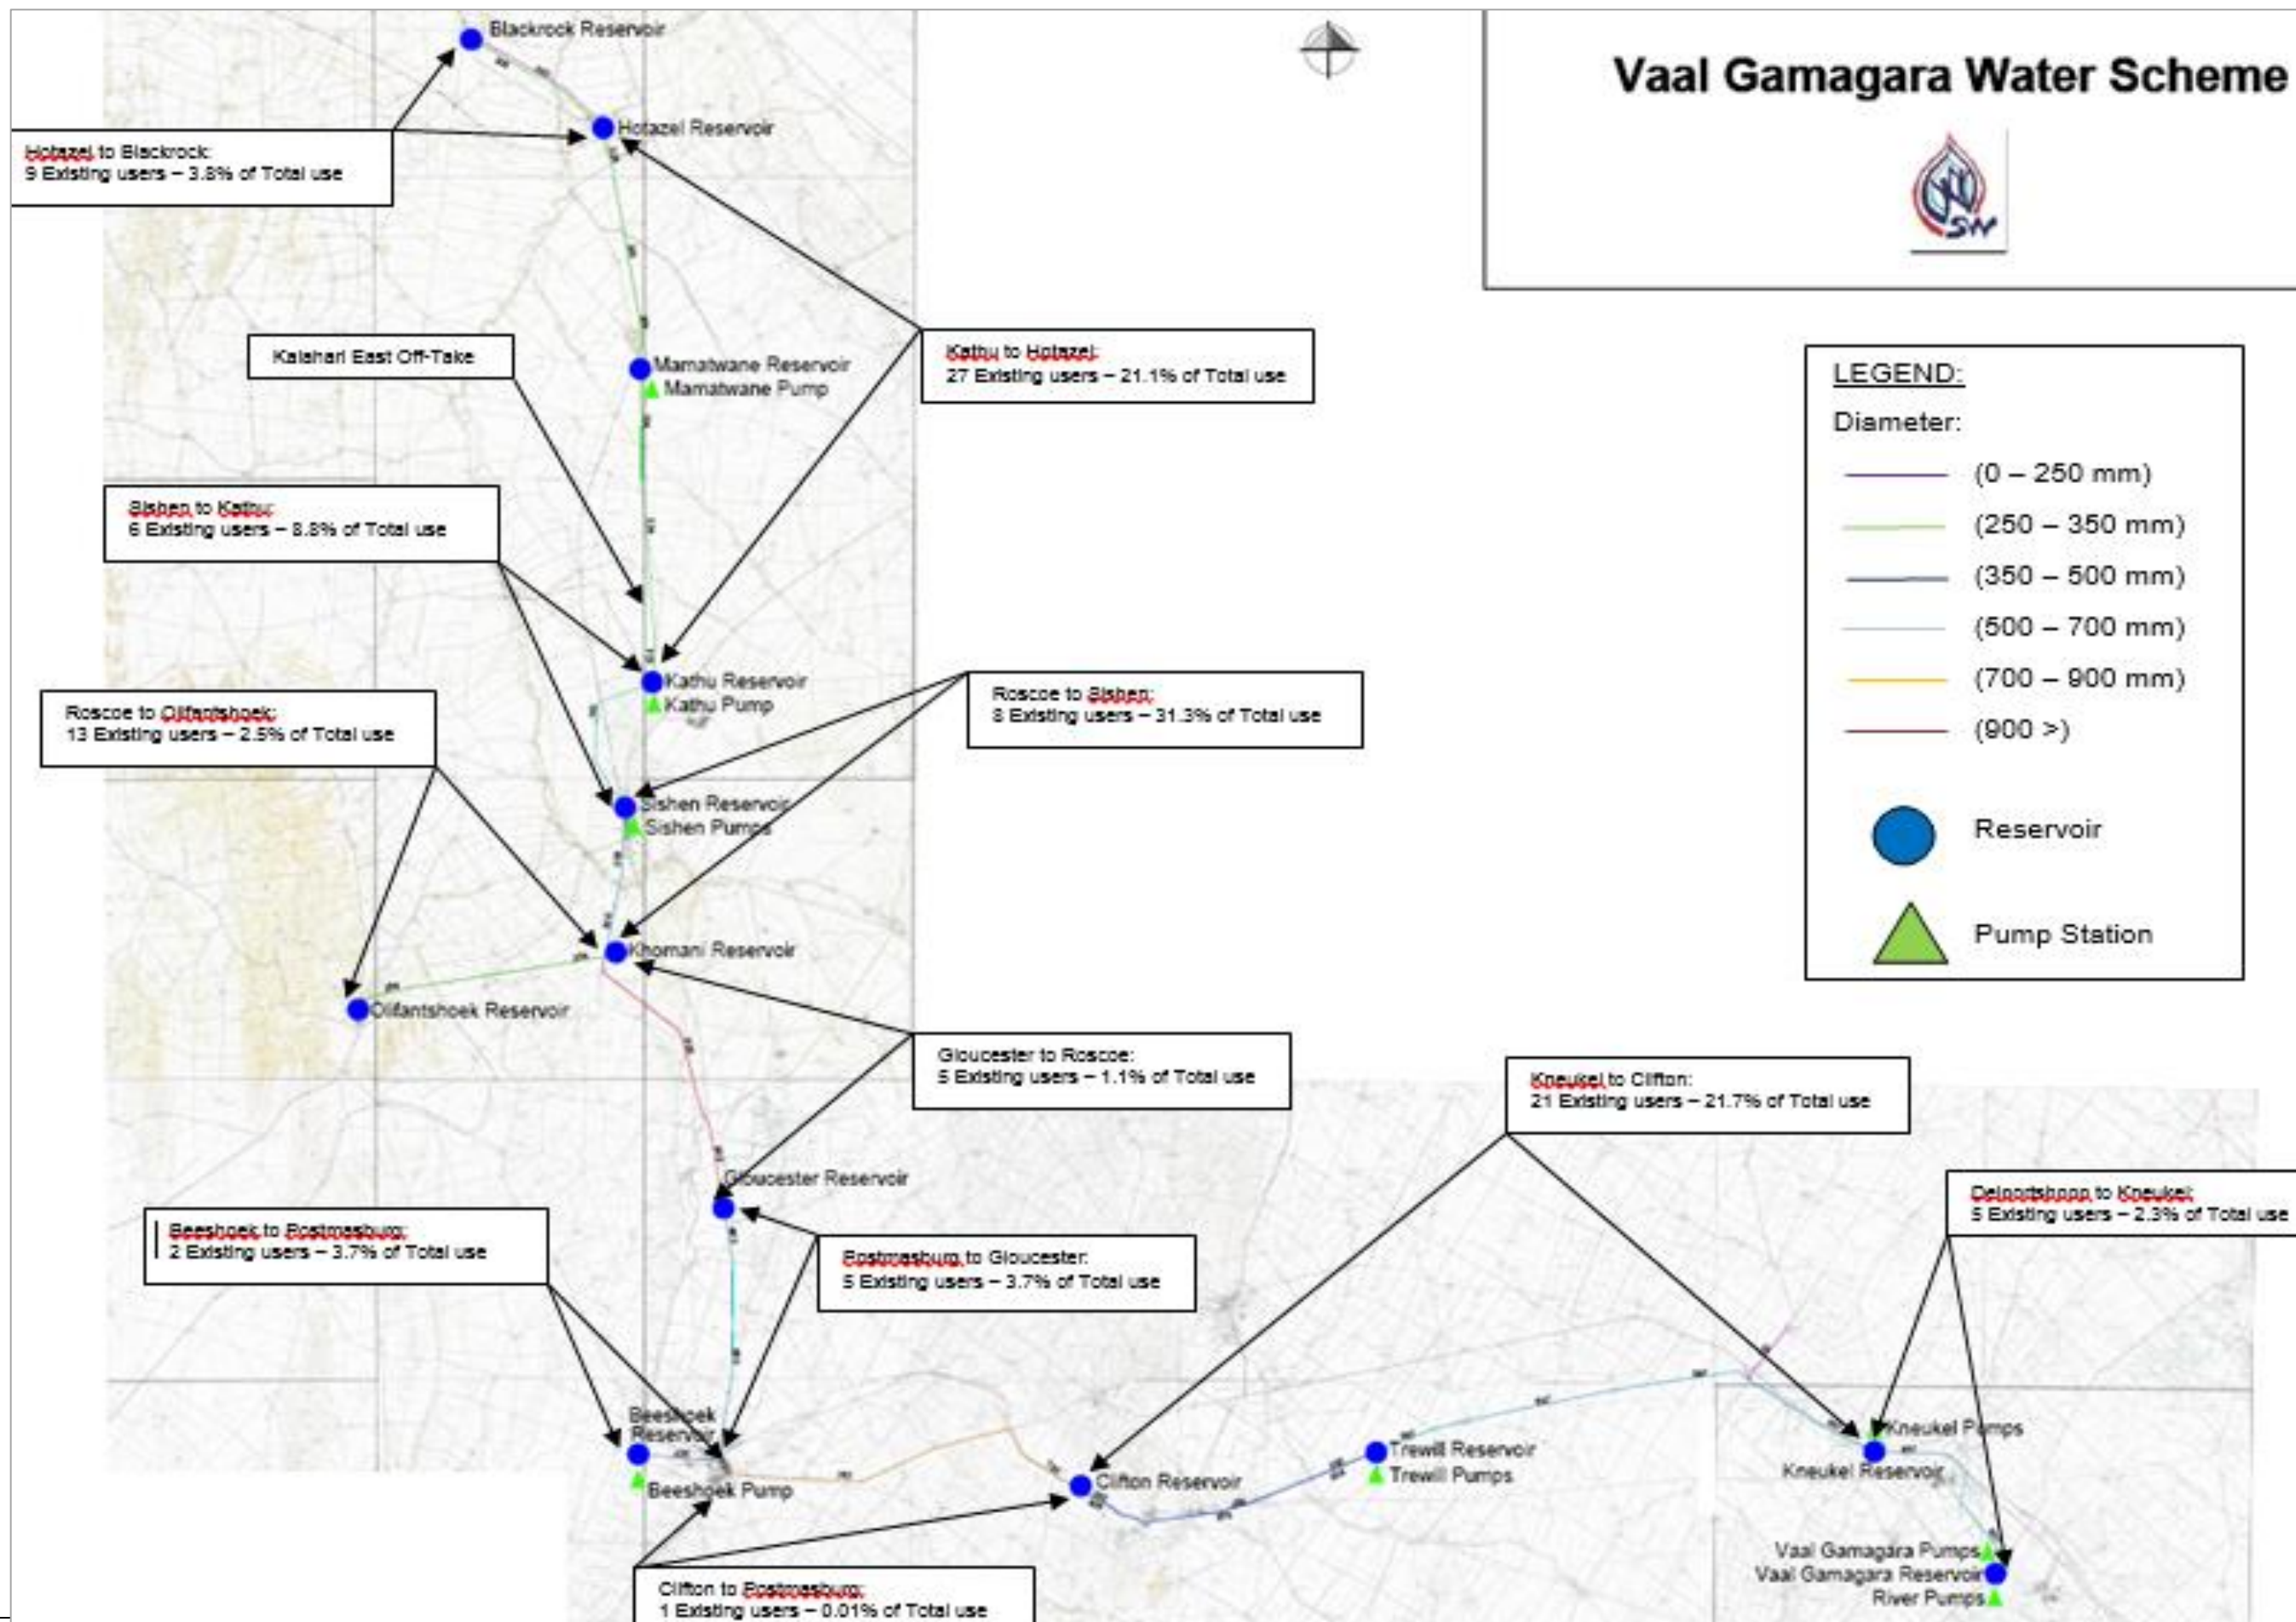 Blackrock Reservoir
Vaal Gamagara Water Scheme
SW
Hotazel Reservoir
Hotazel to Blackrock:
9 Existing users – 3.8% of Total use
Kalahari East Off-Take
Mamatwane Reservoir
Mamatwane Pump
Kathu to Hotazel:
27 Existing users – 21.1% of Total use
LEGEND:
Diameter:
(0 – 250 mm)
(250 – 350 mm)
(350 – 500 mm)
(500 – 700 mm)
(700 – 900 mm)
(900 >)
Reservoir
Pump Station
Sishen to Kathu:
6 Existing users – 8.8% of Total use
Kathu Reservoir
Kathu Pump
Roscoe to Sishen:
8 Existing users – 31.3% of Total use
Roscoe to Olifantshoek:
13 Existing users – 2.5% of Total use
Sishen Reservoir
Sishen Pumps
Khomani Reservoir
Olifantshoek Reservoir
Gloucester to Roscoe:
5 Existing users – 1.1% of Total use
Kneukel to Clifton:
21 Existing users – 21.7% of Total use
Gloucester Reservoir
Delportshoop to Kneukel:
5 Existing users – 2.3% of Total use
Beeshoek to Postmasburg:
2 Existing users – 3.7% of Total use
Postmasburg to Gloucester:
5 Existing users – 3.7% of Total use
Beeshoek
Reservoir
Beeshoek Pump
Clifton Reservoir
Trewill Reservoir
Trewill Pumps
Kneukel Pumps
Kneukel Reservoir
Vaal Gamagara Pumps
Vaal Gamagara Reservoir
River Pumps
Clifton to Postmasburg:
1 Existing users – 0.01% of Total use